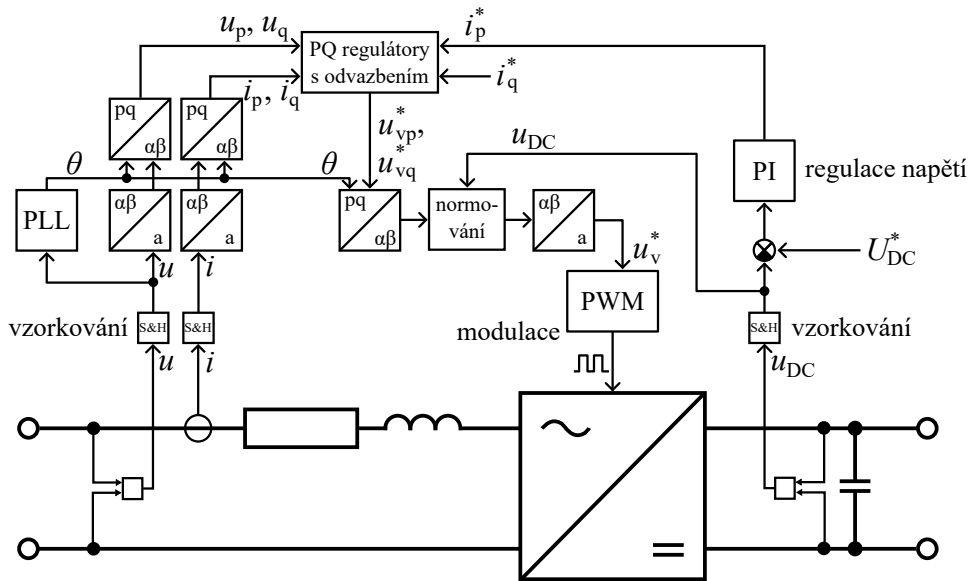 u_p, u_q
PQ regulátory
s odvazbením
i_p^*
i_q^*
i_p, i_q
pq
αβ
pq
αβ
u_vp^*,
u_vq^*
u_DC
θ
θ
PLL
αβ
a
αβ
a
pq
αβ
normo-
vání
αβ
a
PI
regulace napětí
u
i
u_v^*
U_DC^*
PWM
modulace
vzorkování
S&H
S&H
S&H
vzorkování
u
i
u_DC